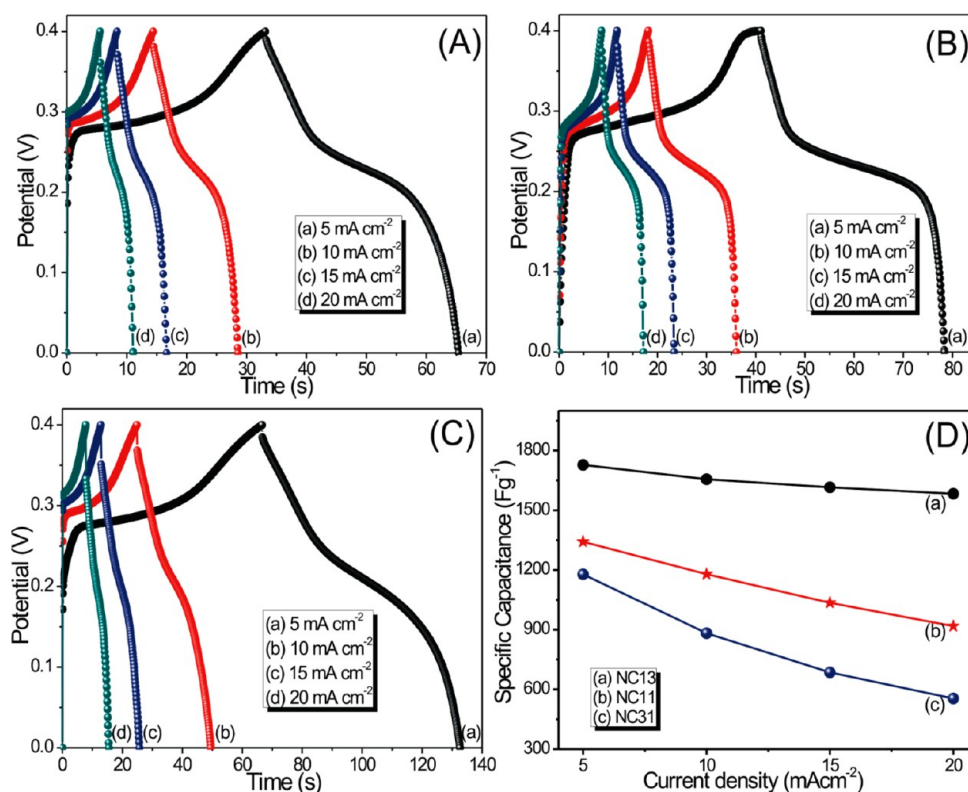 (A)
0.4
0.3
0.2
0.1
0.0
Potential (V)
(a) 5 mA cm⁻²
(b) 10 mA cm⁻²
(c) 15 mA cm⁻²
(d) 20 mA cm⁻²
(d) (c) (b) (a)
0 10 20 30 40 50 60 70
Time (s)
(B)
0.4
0.3
0.2
0.1
0.0
Potential (V)
(a) 5 mA cm⁻²
(b) 10 mA cm⁻²
(c) 15 mA cm⁻²
(d) 20 mA cm⁻²
(d) (c) (b) (a)
0 10 20 30 40 50 60 70 80
Time (s)
(C)
0.4
0.3
0.2
0.1
0.0
Potential (V)
(a) 5 mA cm⁻²
(b) 10 mA cm⁻²
(c) 15 mA cm⁻²
(d) 20 mA cm⁻²
(d) (c) (b) (a)
0 20 40 60 80 100 120 140
Time (s)
(D)
1800
1500
1200
900
600
300
Specific Capacitance (Fg⁻¹)
(a)
(b)
(c)
(a) NC13
(b) NC11
(c) NC31
5 10 15 20
Current density (mAcm⁻²)